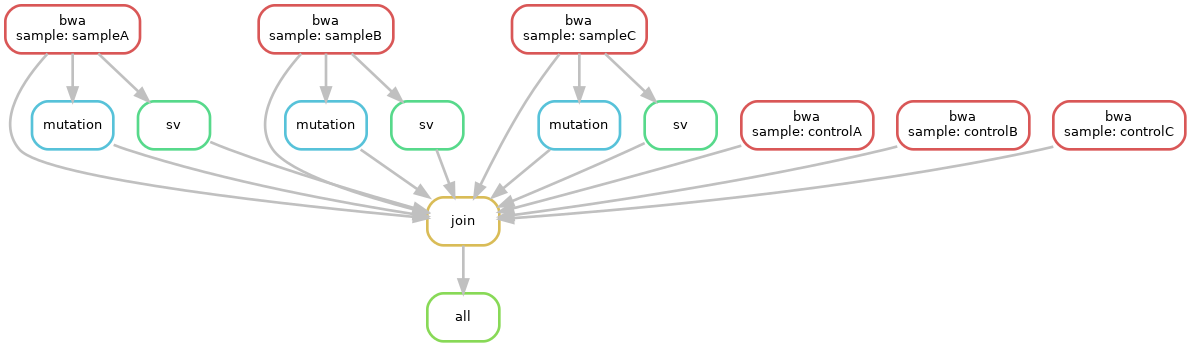 bwa
sample: sampleA
bwa
sample: sampleB
bwa
sample: sampleC
mutation
sv
mutation
sv
mutation
sv
bwa
sample: controlA
bwa
sample: controlB
bwa
sample: controlC
join
all